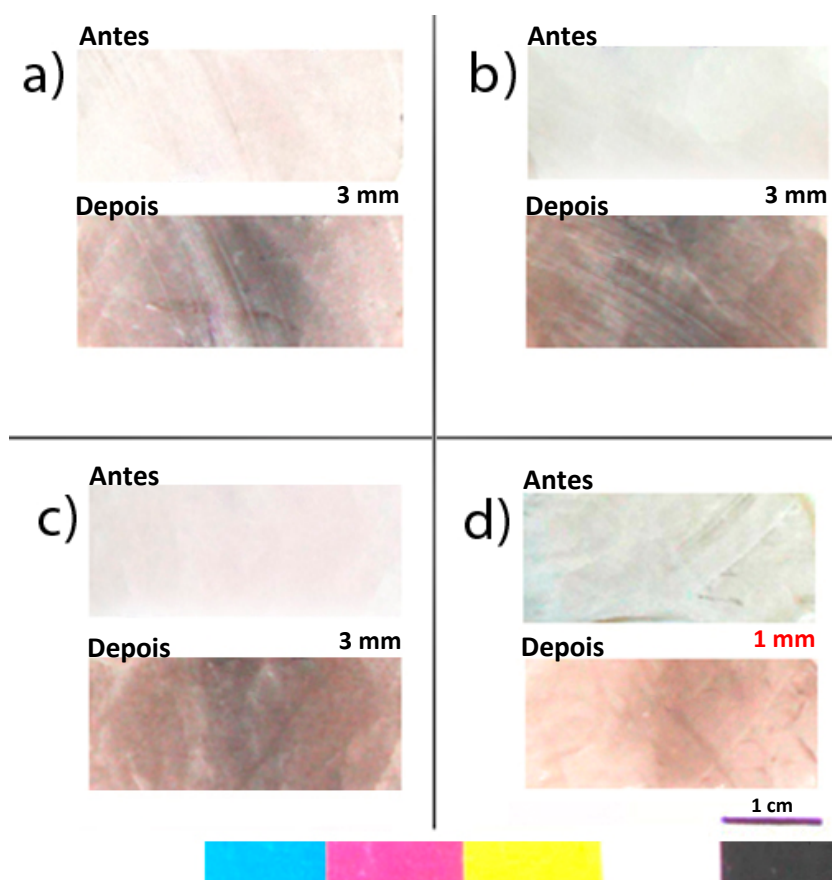 a)
Antes
Depois
3 mm
b)
Antes
Depois
3 mm
c)
Antes
Depois
3 mm
d)
Antes
Depois
1 mm
1 cm